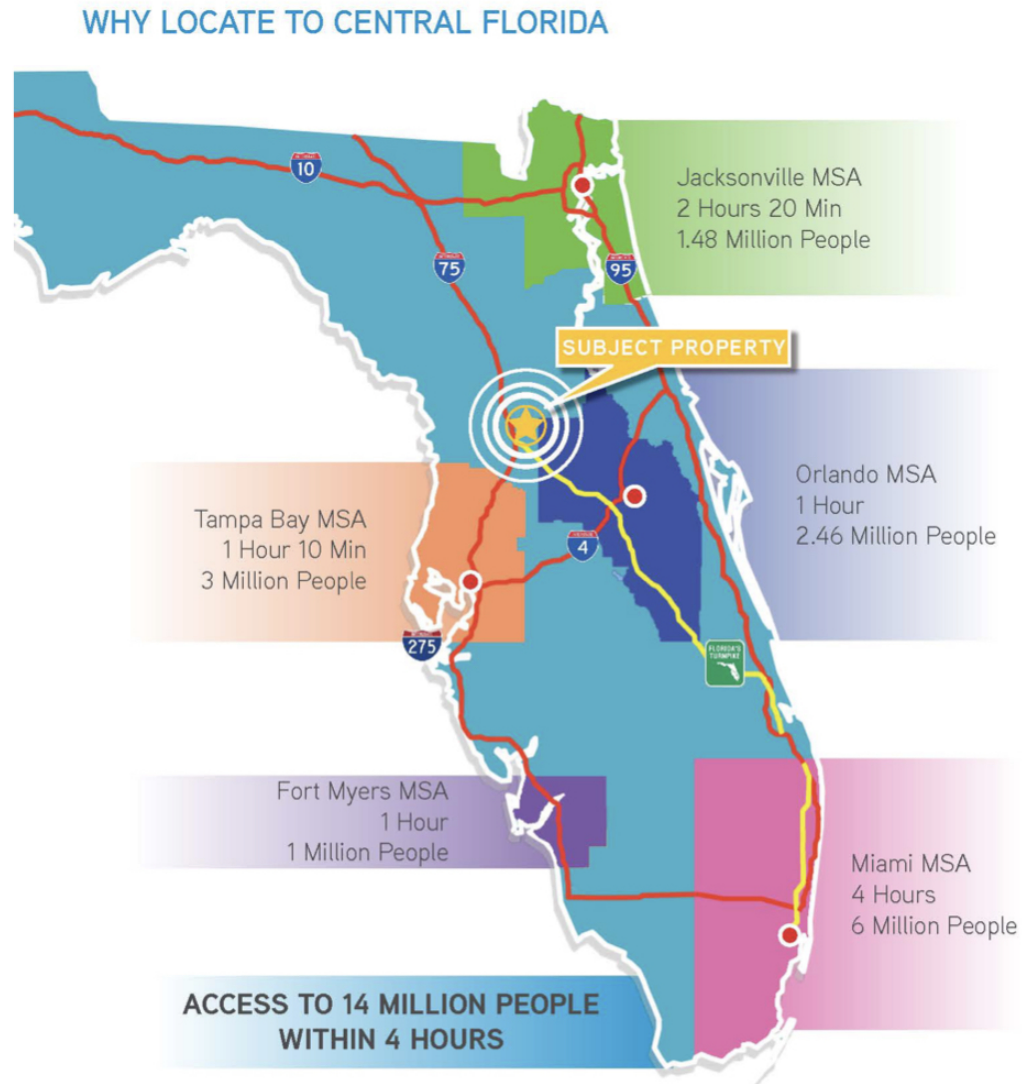 WHY LOCATE TO CENTRAL FLORIDA
10
Jacksonville MSA
2 Hours 20 Min
1.48 Million People
75
95
SUBJECT PROPERTY
Tampa Bay MSA
1 Hour 10 Min
3 Million People
Orlando MSA
1 Hour
2.46 Million People
4
275
FLORIDA'S
TURNPIKE
Fort Myers MSA
1 Hour
1 Million People
Miami MSA
4 Hours
6 Million People
ACCESS TO 14 MILLION PEOPLE
WITHIN 4 HOURS